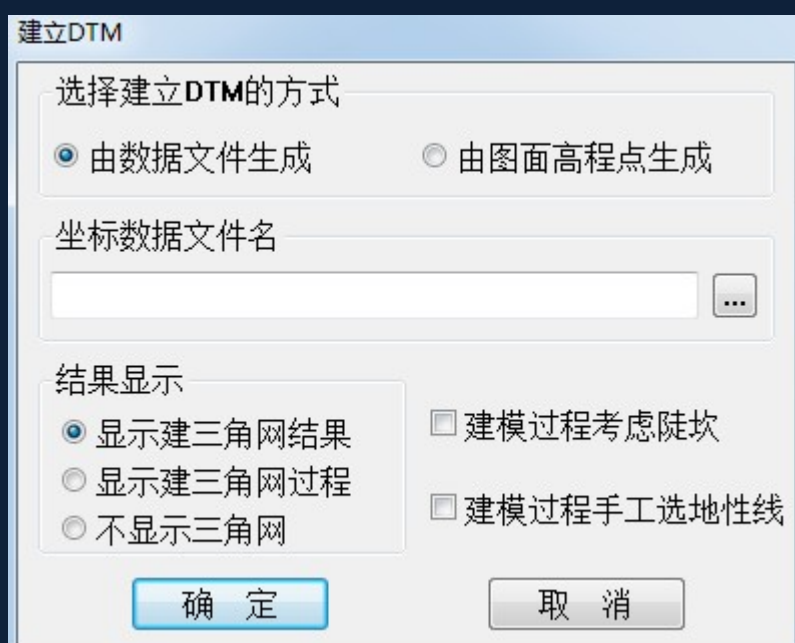 建立DTM
选择建立DTM的方式
由数据文件生成 由图面高程点生成
坐标数据文件名
...
结果显示
显示建三角网结果
建模过程考虑陡坎
显示建三角网过程
建模过程手工选地性线
不显示三角网
确 定 取 消